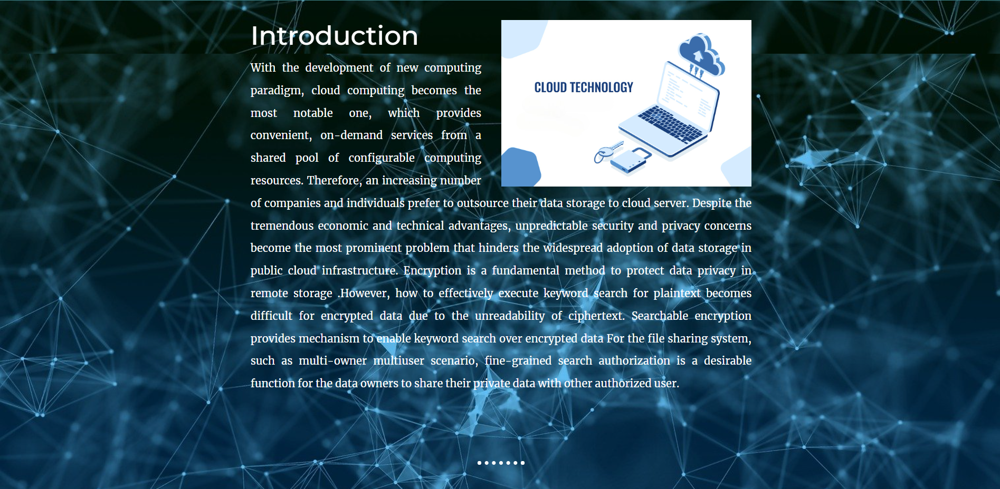 Introduction
CLOUD TECHNOLOGY
With the development of new computing
paradigm, cloud computing becomes the
most notable one, which provides
convenient, on-demand services from a
shared pool of configurable computing
resources. Therefore, an increasing number
of companies and individuals prefer to outsource their data storage to cloud server. Despite the
tremendous economic and technical advantages, unpredictable security and privacy concerns
become the most prominent problem that hinders the widespread adoption of data storage in
public cloud infrastructure. Encryption is a fundamental method to protect data privacy in
remote storage .However, how to effectively execute keyword search for plaintext becomes
difficult for encrypted data due to the unreadability of ciphertext. Searchable encryption
provides mechanism to enable keyword search over encrypted data For the file sharing system,
such as multi-owner multiuser scenario, fine-grained search authorization is a desirable
function for the data owners to share their private data with other authorized user.